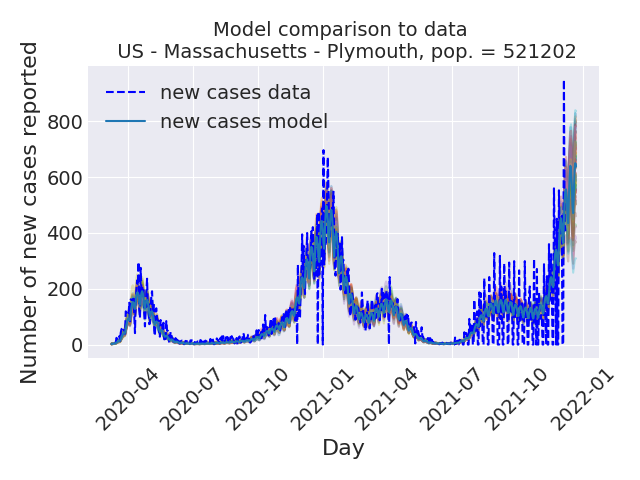 Model comparison to data
US - Massachusetts - Plymouth, pop. = 521202
new cases data
new cases model
Number of new cases reported
800
600
400
200
0
2020-04
2020-07
2020-10
2021-01
2021-04
2021-07
2021-10
2022-01
Day